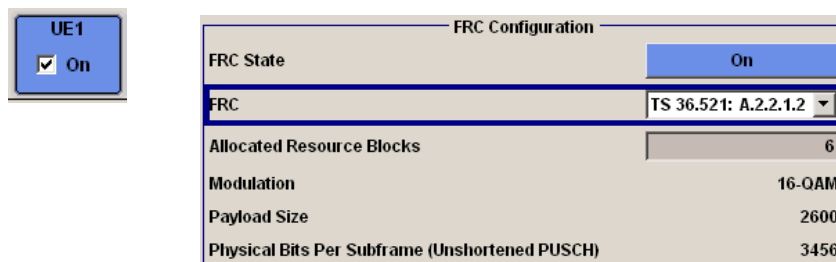 UE1
On
FRC Configuration
FRC State On
FRC TS 36.521: A.2.2.1.2
Allocated Resource Blocks 6
Modulation 16-QAM
Payload Size 2600
Physical Bits Per Subframe (Unshortened PUSCH) 3456